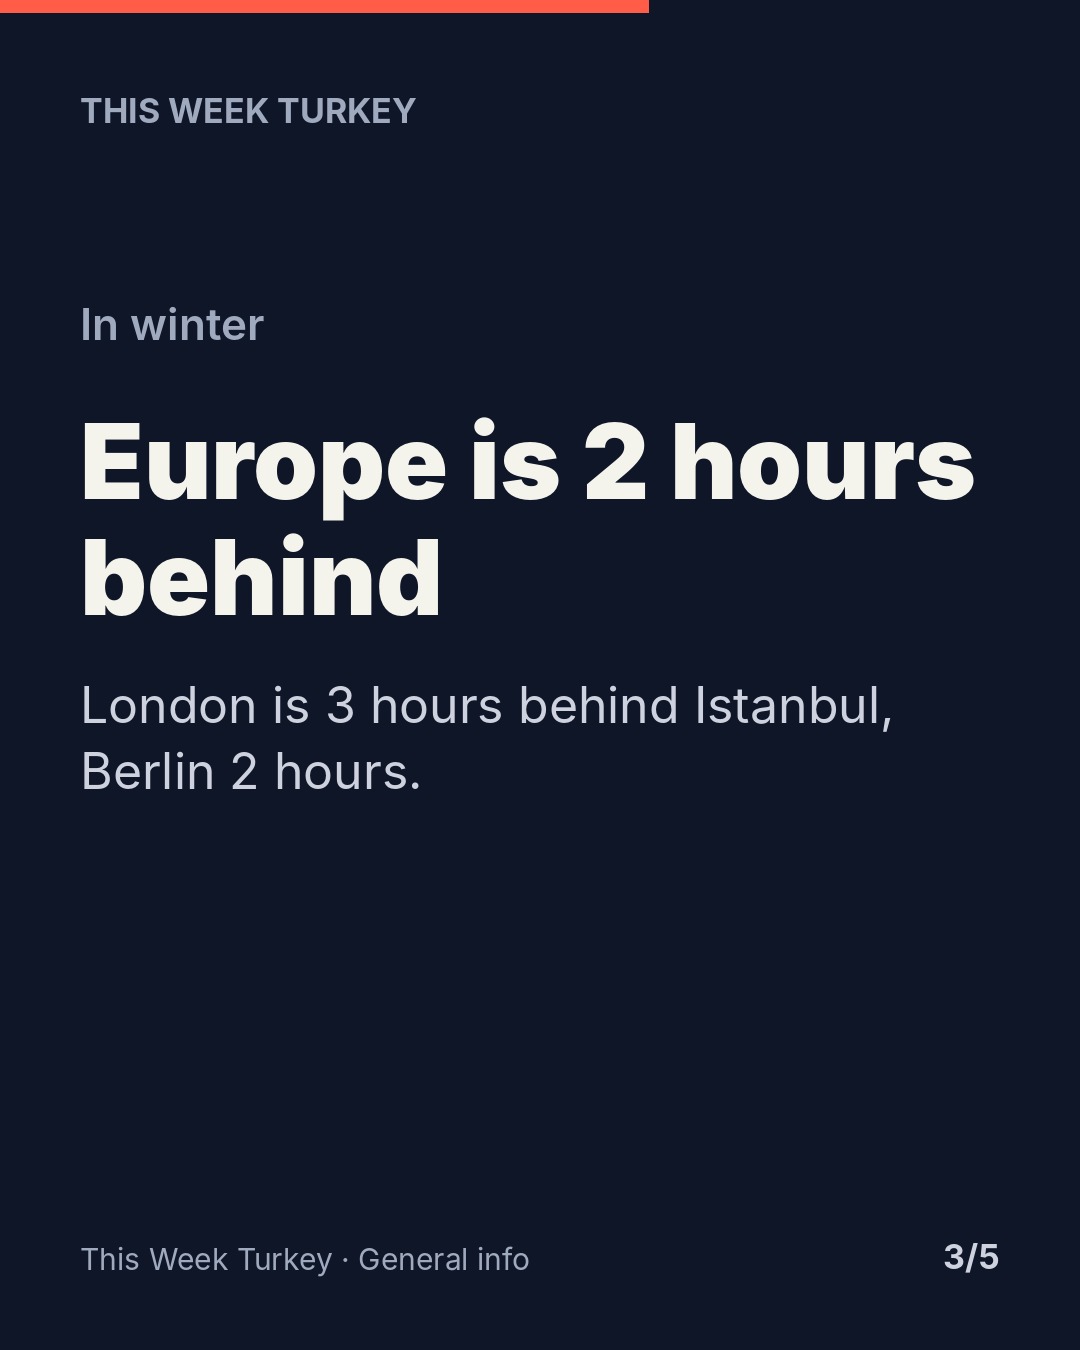 THIS WEEK TURKEY
In winter
Europe is 2 hours
behind
London is 3 hours behind Istanbul,
Berlin 2 hours.
This Week Turkey · General info
3/5